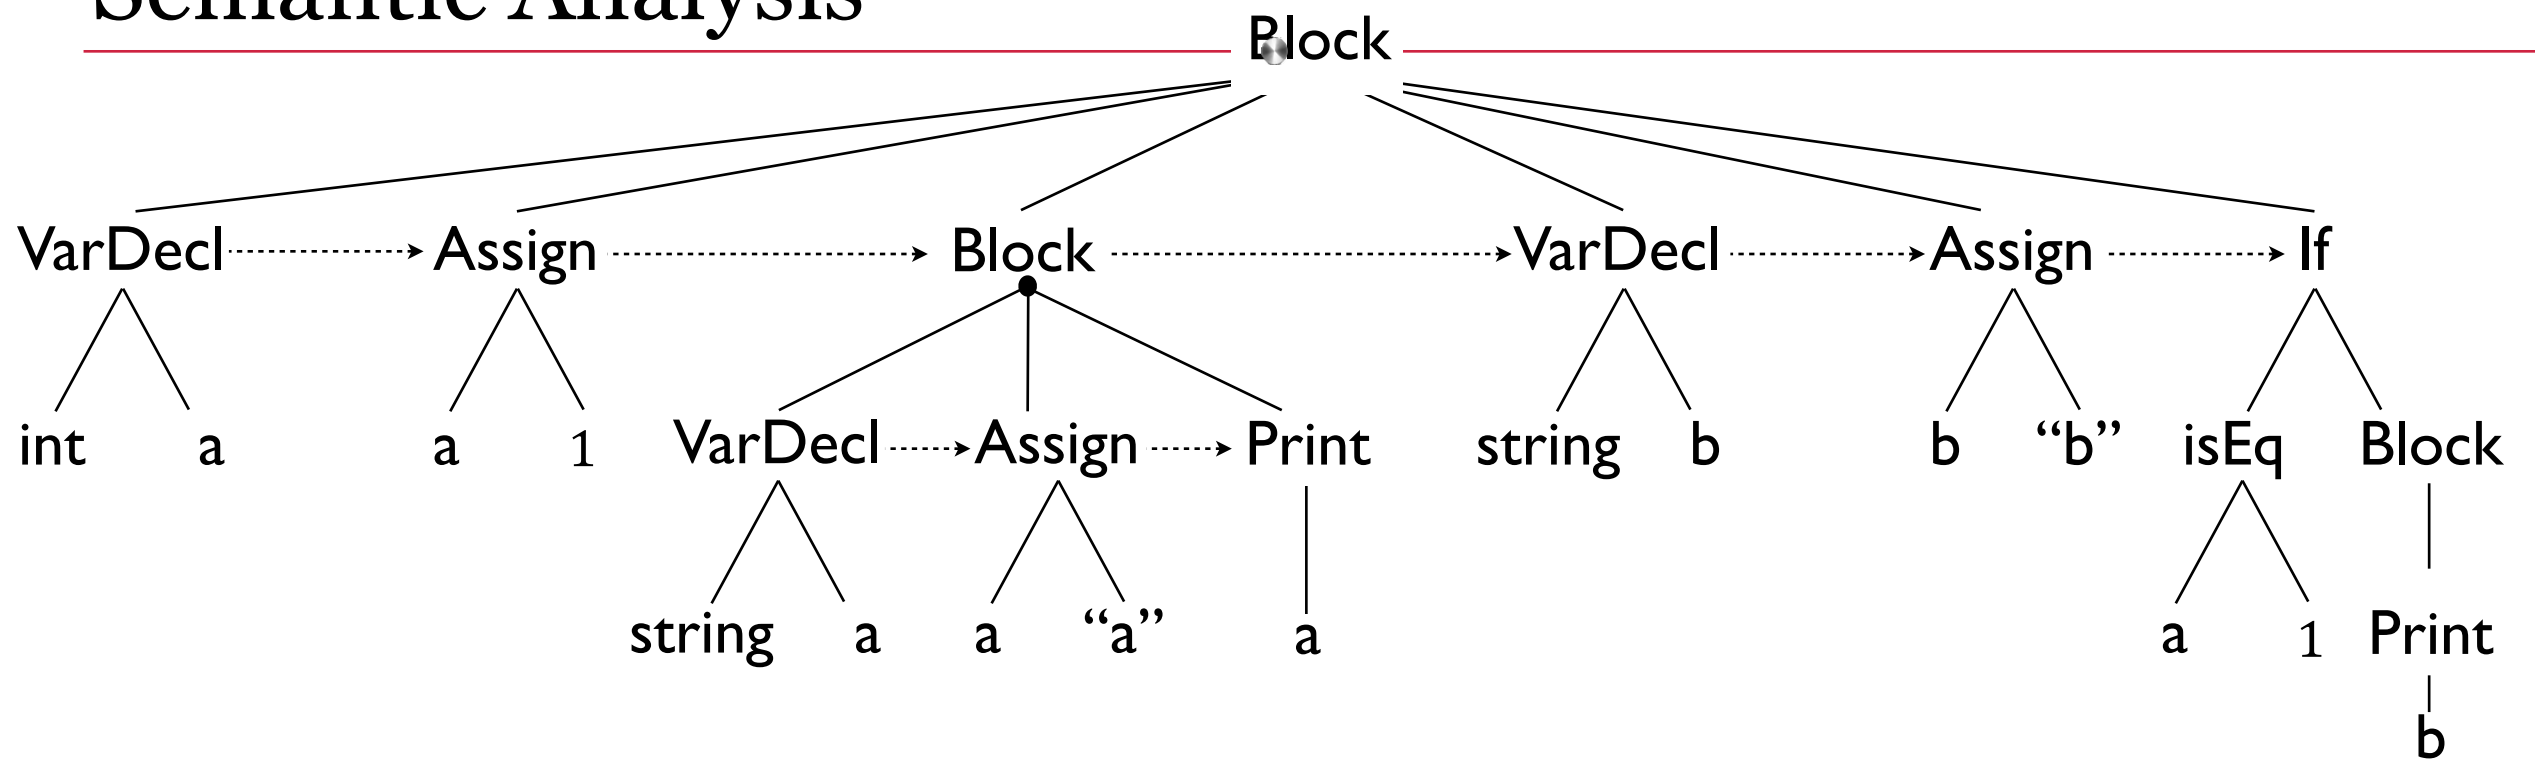 Semantic Analysis
Block
VarDecl Assign Block VarDecl Assign If
int a a 1 VarDecl Assign Print string b b “b” isEq Block
string a a “a” a a 1 Print
b